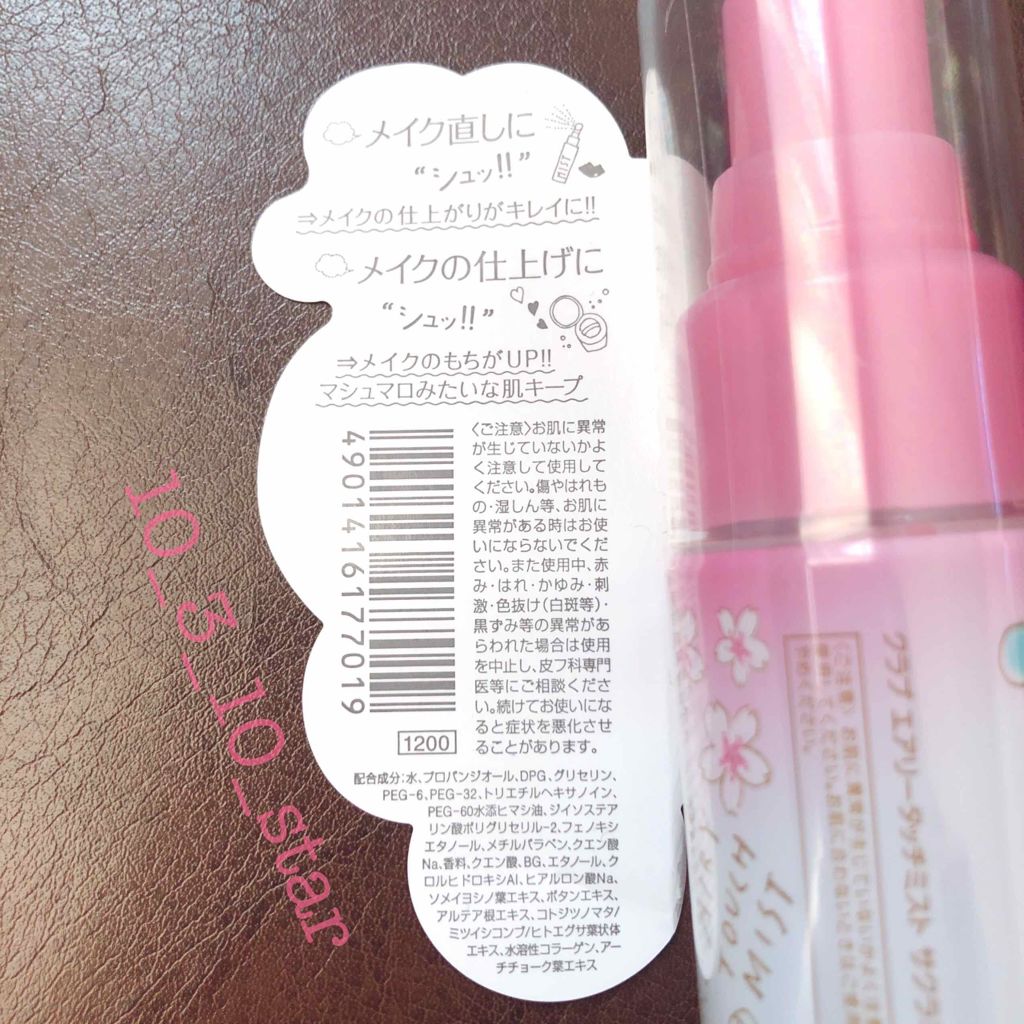 メイク直しに
“シュッ!!”
MIST
⇒メイクの仕上がりがキレイに!!
メイクの仕上げに
“シュッ!!”
⇒メイクのもちがUP!!
マシュマロみたいな肌キープ
〈ご注意〉お肌に異常
が生じていないかよ
く注意して使用して
ください。傷やはれも
の・湿しん等、お肌に
異常がある時はお使
いにならないでくだ
さい。また使用中、赤
み・はれ・かゆみ・刺
激・色抜け(白斑等)・
黒ずみ等の異常があ
らわれた場合は使用
を中止し、皮フ科専門
医等にご相談くださ
い。続けてお使いにな
ると症状を悪化させ
ることがあります。
4901416177019
1200
配合成分:水、プロパンジオール、DPG、グリセリン、
PEG-6、PEG-32、トリエチルヘキサノイン、
PEG-60水添ヒマシ油、ジイソステア
リン酸ポリグリセリル-2、フェノキシ
エタノール、メチルパラベン、クエン酸
Na、香料、クエン酸、BG、エタノール、ク
ロルヒドロキシAl、ヒアルロン酸Na、
ソメイヨシノ葉エキス、ボタンエキス、
アルテア根エキス、コトジツノマタ/
ミツイシコンブ/ヒトエグサ葉状体
エキス、水溶性コラーゲン、アー
チチョーク葉エキス
クラブ エアリータッチミスト サクラ
TOUCH
MIST
10_3_10_star